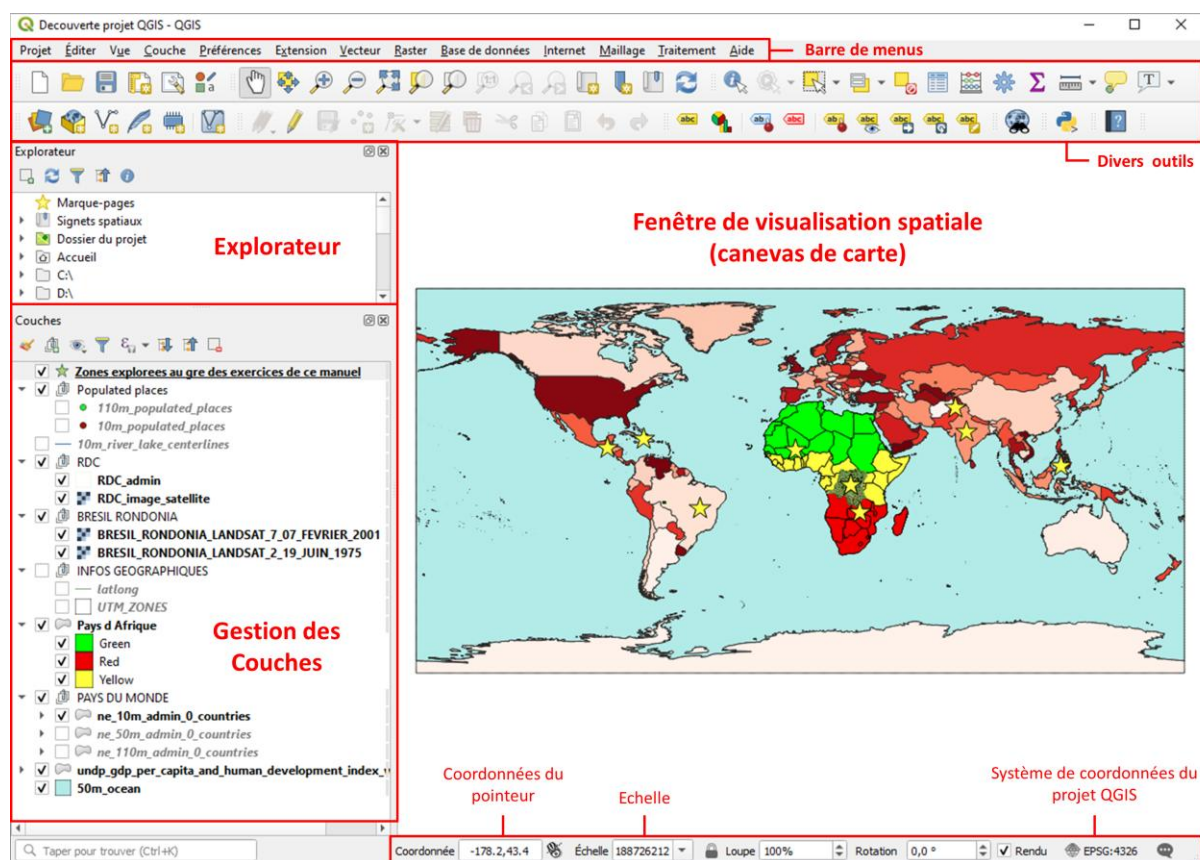 Decouverte projet QGIS - QGIS
Projet Éditer Vue Couche Préférences Extension Vecteur Raster Base de données Internet Maillage Traitement Aide
Barre de menus
Divers outils
Explorateur
Marque-pages
Signets spatiaux
Dossier du projet
Accueil
C:\
D:\
Explorateur
Fenêtre de visualisation spatiale
(canevas de carte)
Couches
Zones explorees au gre des exercices de ce manuel
Populated places
110m_populated_places
10m_populated_places
10m_river_lake_centerlines
RDC
RDC_admin
RDC_image_satellite
BRESIL RONDONIA
BRESIL_RONDONIA_LANDSAT_7_07_FEVRIER_2001
BRESIL_RONDONIA_LANDSAT_2_19_JUIN_1975
INFOS GEOGRAPHIQUES
latlong
UTM_ZONES
Pays d Afrique
Green
Red
Yellow
Gestion des
Couches
PAYS DU MONDE
ne_10m_admin_0_countries
ne_50m_admin_0_countries
ne_110m_admin_0_countries
undp_gdp_per_capita_and_human_development_index_
50m_ocean
Coordonnées du
pointeur
Echelle
Système de coordonnées du
projet QGIS
Taper pour trouver (Ctrl+K)
Coordonnée -178.2,43.4 Échelle 188726212 Loupe 100% Rotation 0,0 ° Rendu EPSG:4326